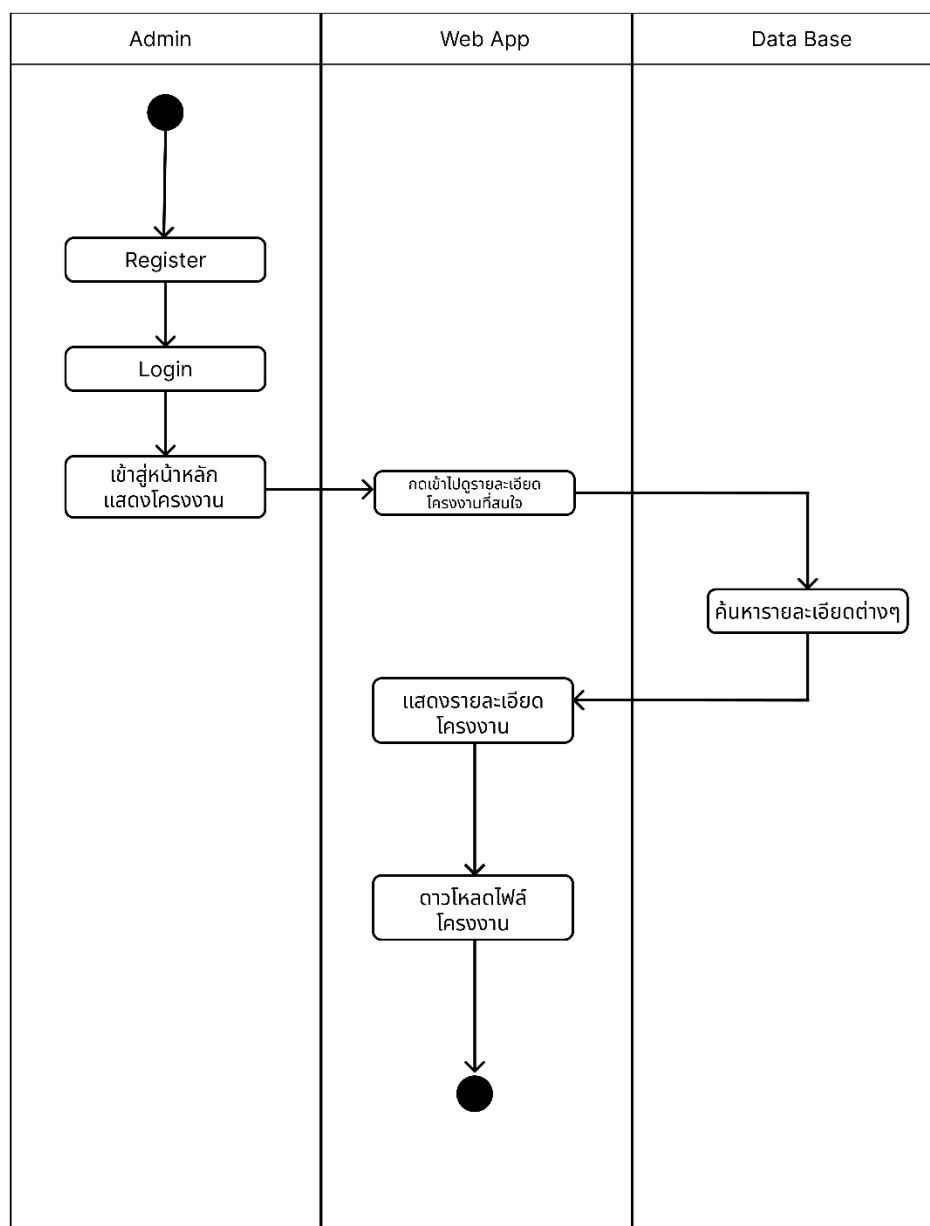 Admin
Web App
Data Base
Register
Login
เข้าสู่หน้าหลัก
แสดงโครงงาน
กดเข้าไปดูรายละเอียด
โครงงานที่สนใจ
ค้นหารายละเอียดต่างๆ
แสดงรายละเอียด
โครงงาน
ดาวโหลดไฟล์
โครงงาน